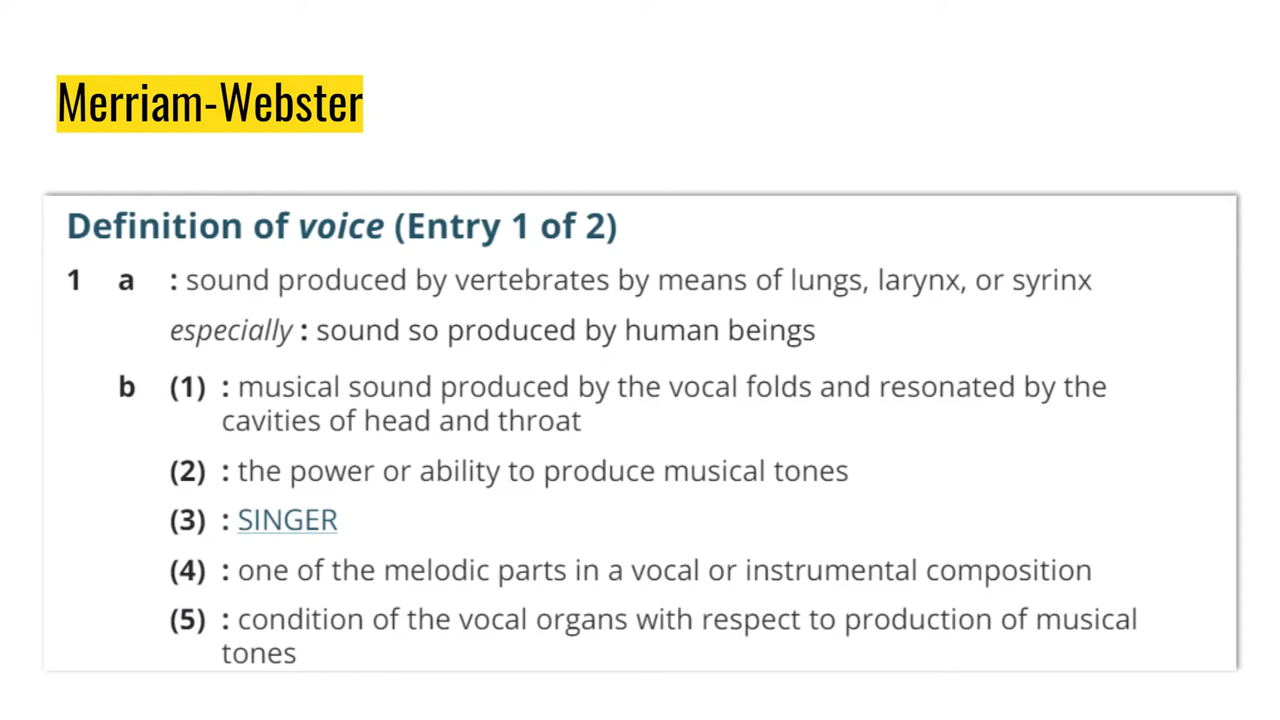 Merriam-Webster
Definition of voice (Entry 1 of 2)
1 a : sound produced by vertebrates by means of lungs, larynx, or syrinx
especially : sound so produced by human beings
b (1) : musical sound produced by the vocal folds and resonated by the
cavities of head and throat
(2) : the power or ability to produce musical tones
(3) : SINGER
(4) : one of the melodic parts in a vocal or instrumental composition
(5) : condition of the vocal organs with respect to production of musical
tones